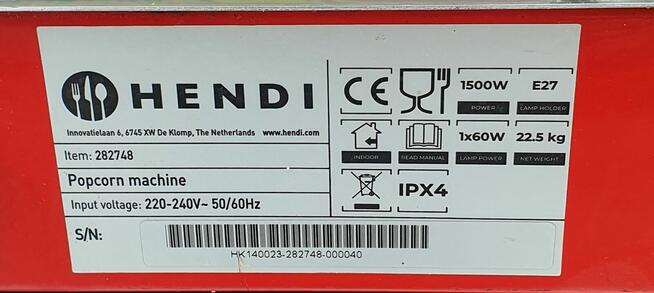 HENDI
Innovatielaan 6, 6745 XW De Klomp, The Netherlands www.hendi.com
Item: 282748
Popcorn machine
Input voltage: 220-240V~ 50/60Hz
S/N:
HK140023-282748-000040
CE
1500W E27
POWER LAMP HOLDER
1x60W 22.5 kg
INDOOR READ MANUAL LAMP POWER NET WEIGHT
IPX4